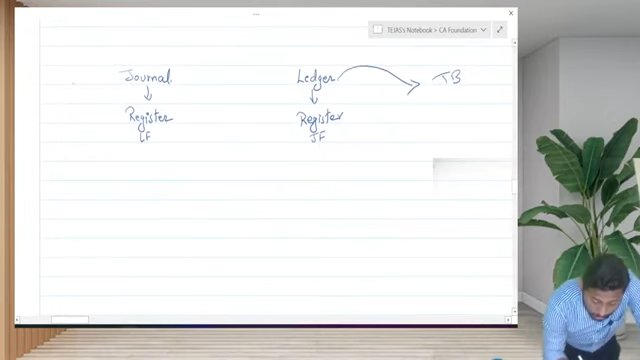 TEJAS's Notebook > CA Foundation
Journal Ledger TB
Register Register
LF JF